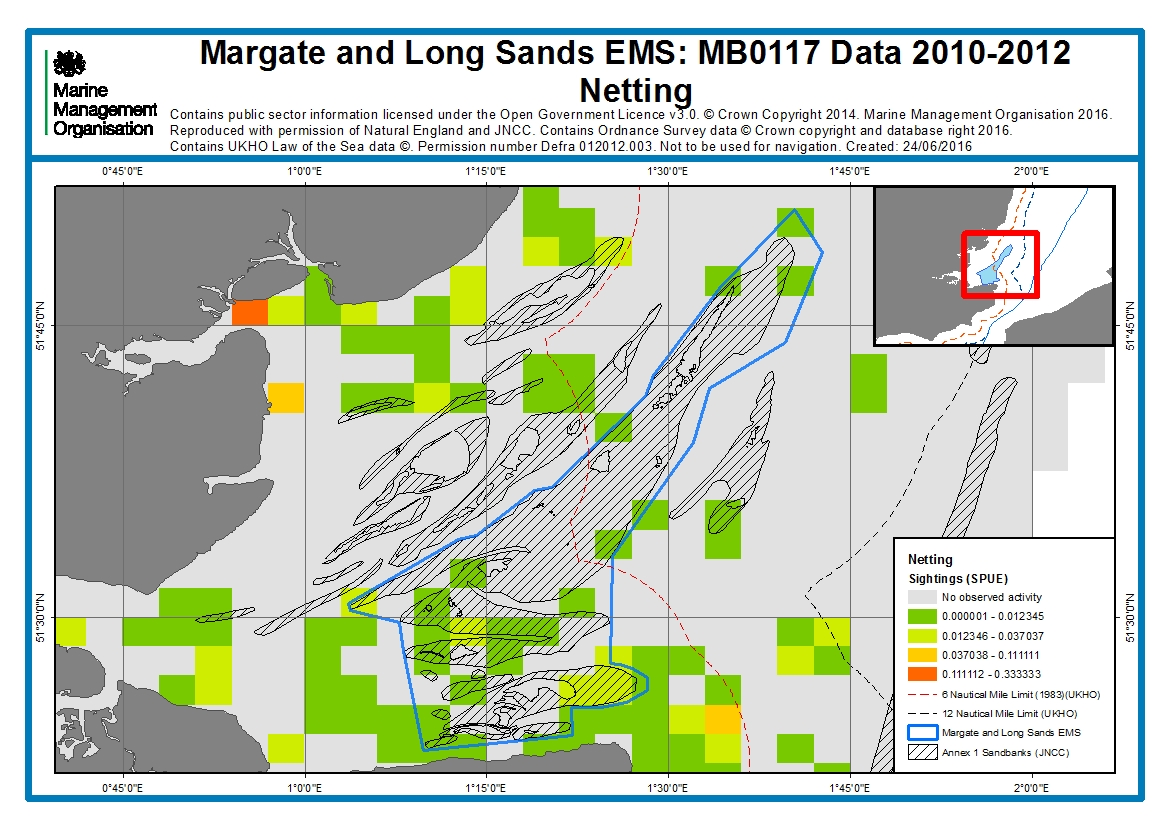 Margate and Long Sands EMS: MB0117 Data 2010-2012
Netting
Marine
Management
Organisation
Contains public sector information licensed under the Open Government Licence v3.0. © Crown Copyright 2014. Marine Management Organisation 2016.
Reproduced with permission of Natural England and JNCC. Contains Ordnance Survey data © Crown copyright and database right 2016.
Contains UKHO Law of the Sea data ©. Permission number Defra 012012.003. Not to be used for navigation. Created: 24/06/2016
0°45'0"E 1°0'0"E 1°15'0"E 1°30'0"E 1°45'0"E 2°0'0"E
51°45'0"N 51°45'0"N
51°30'0"N 51°30'0"N
Netting
Sightings (SPUE)
No observed activity
0.000001 - 0.012345
0.012346 - 0.037037
0.037038 - 0.111111
0.111112 - 0.333333
6 Nautical Mile Limit (1983)(UKHO)
12 Nautical Mile Limit (UKHO)
Margate and Long Sands EMS
Annex 1 Sandbanks (JNCC)
0°45'0"E 1°0'0"E 1°15'0"E 1°30'0"E 1°45'0"E 2°0'0"E